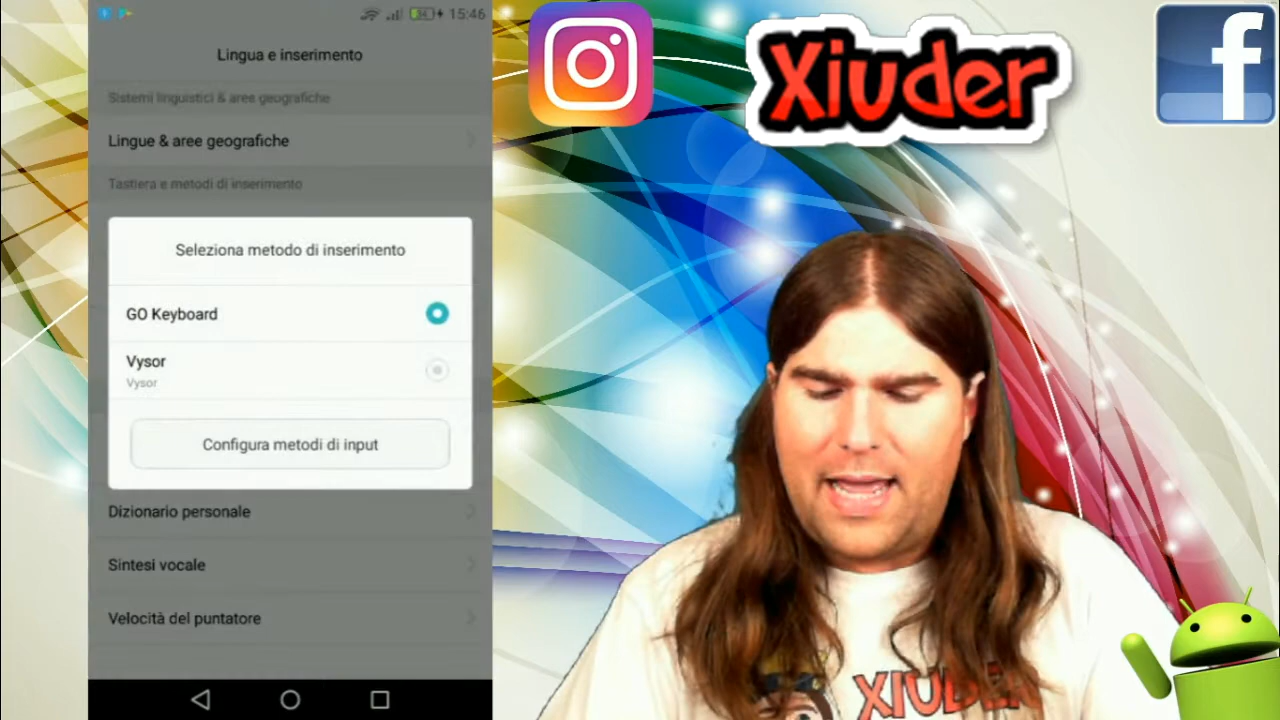 15:46
Lingua e inserimento
Sistemi linguistici & aree geografiche
Lingue & aree geografiche
Tastiera e metodi di inserimento
Seleziona metodo di inserimento
GO Keyboard
Vysor
Vysor
Configura metodi di input
Dizionario personale
Sintesi vocale
Velocità del puntatore
Xiuder
f
XIUDER